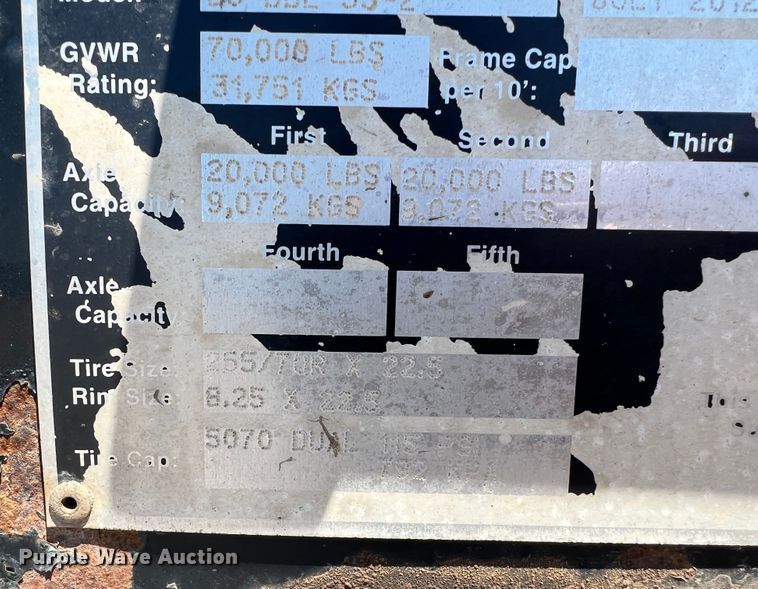 GVWR 70,000 LBS Frame Cap
Rating: 31,751 KGS per 10':
First Second Third
Axle 20,000 LBS 20,000 LBS
Capacity: 9,072 KGS 9,072 KGS
Fourth Fifth
Axle
Capacity:
Tire Size: 255/70R X 22.5
Rim Size: 8.25 X 22.5
5070 DUAL 115
Tire Cap:
Purple Wave Auction